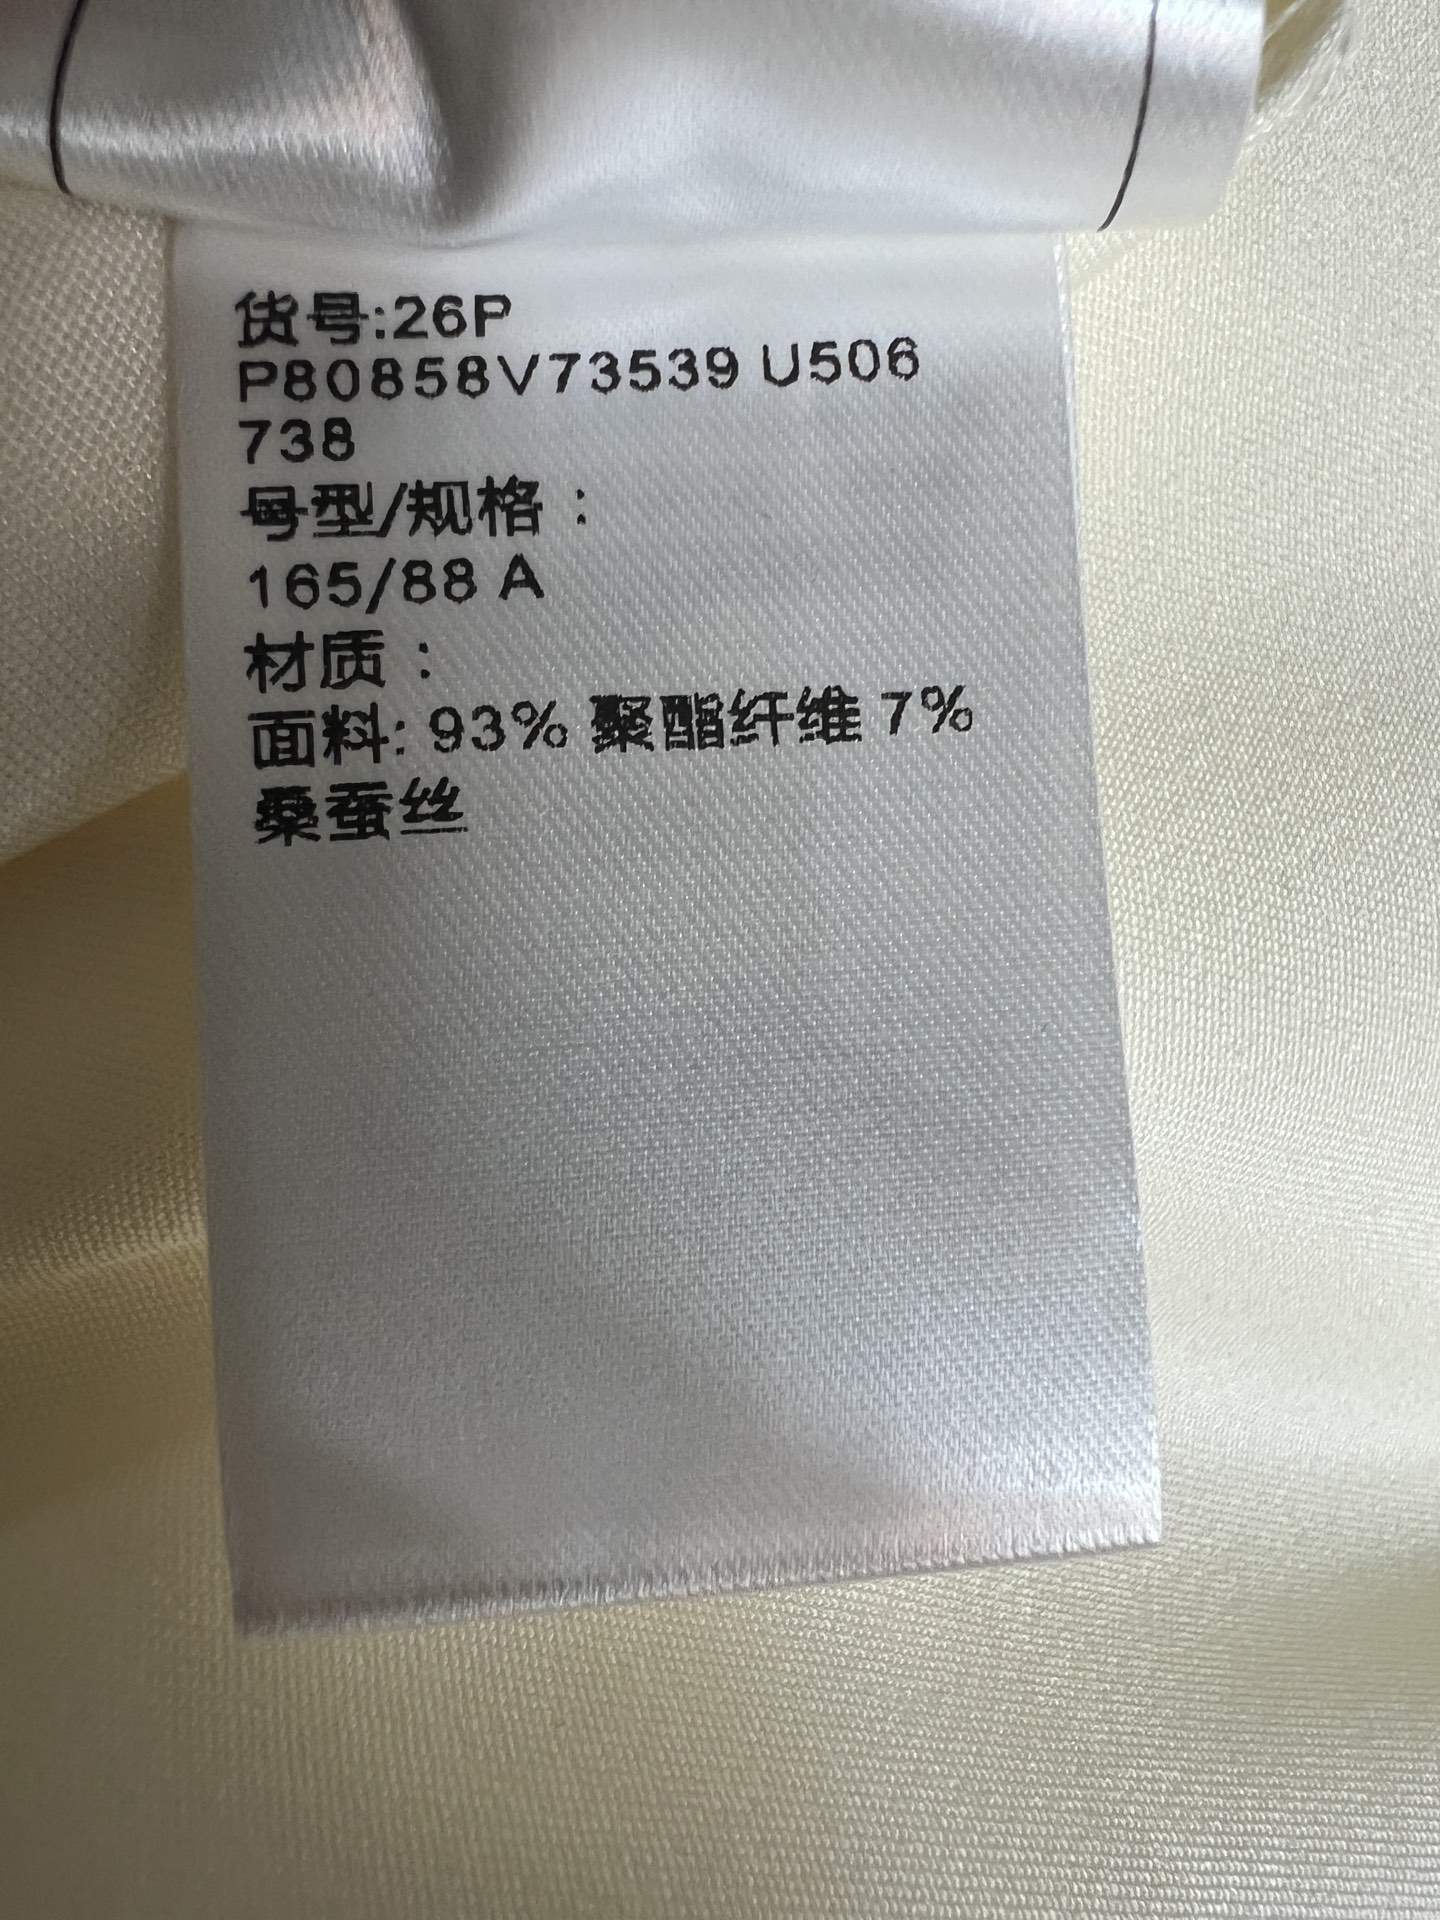 货号:26P
P80858V73539 U506
738
号型/规格：
165/88 A
材质：
面料: 93% 聚酯纤维 7%
桑蚕丝